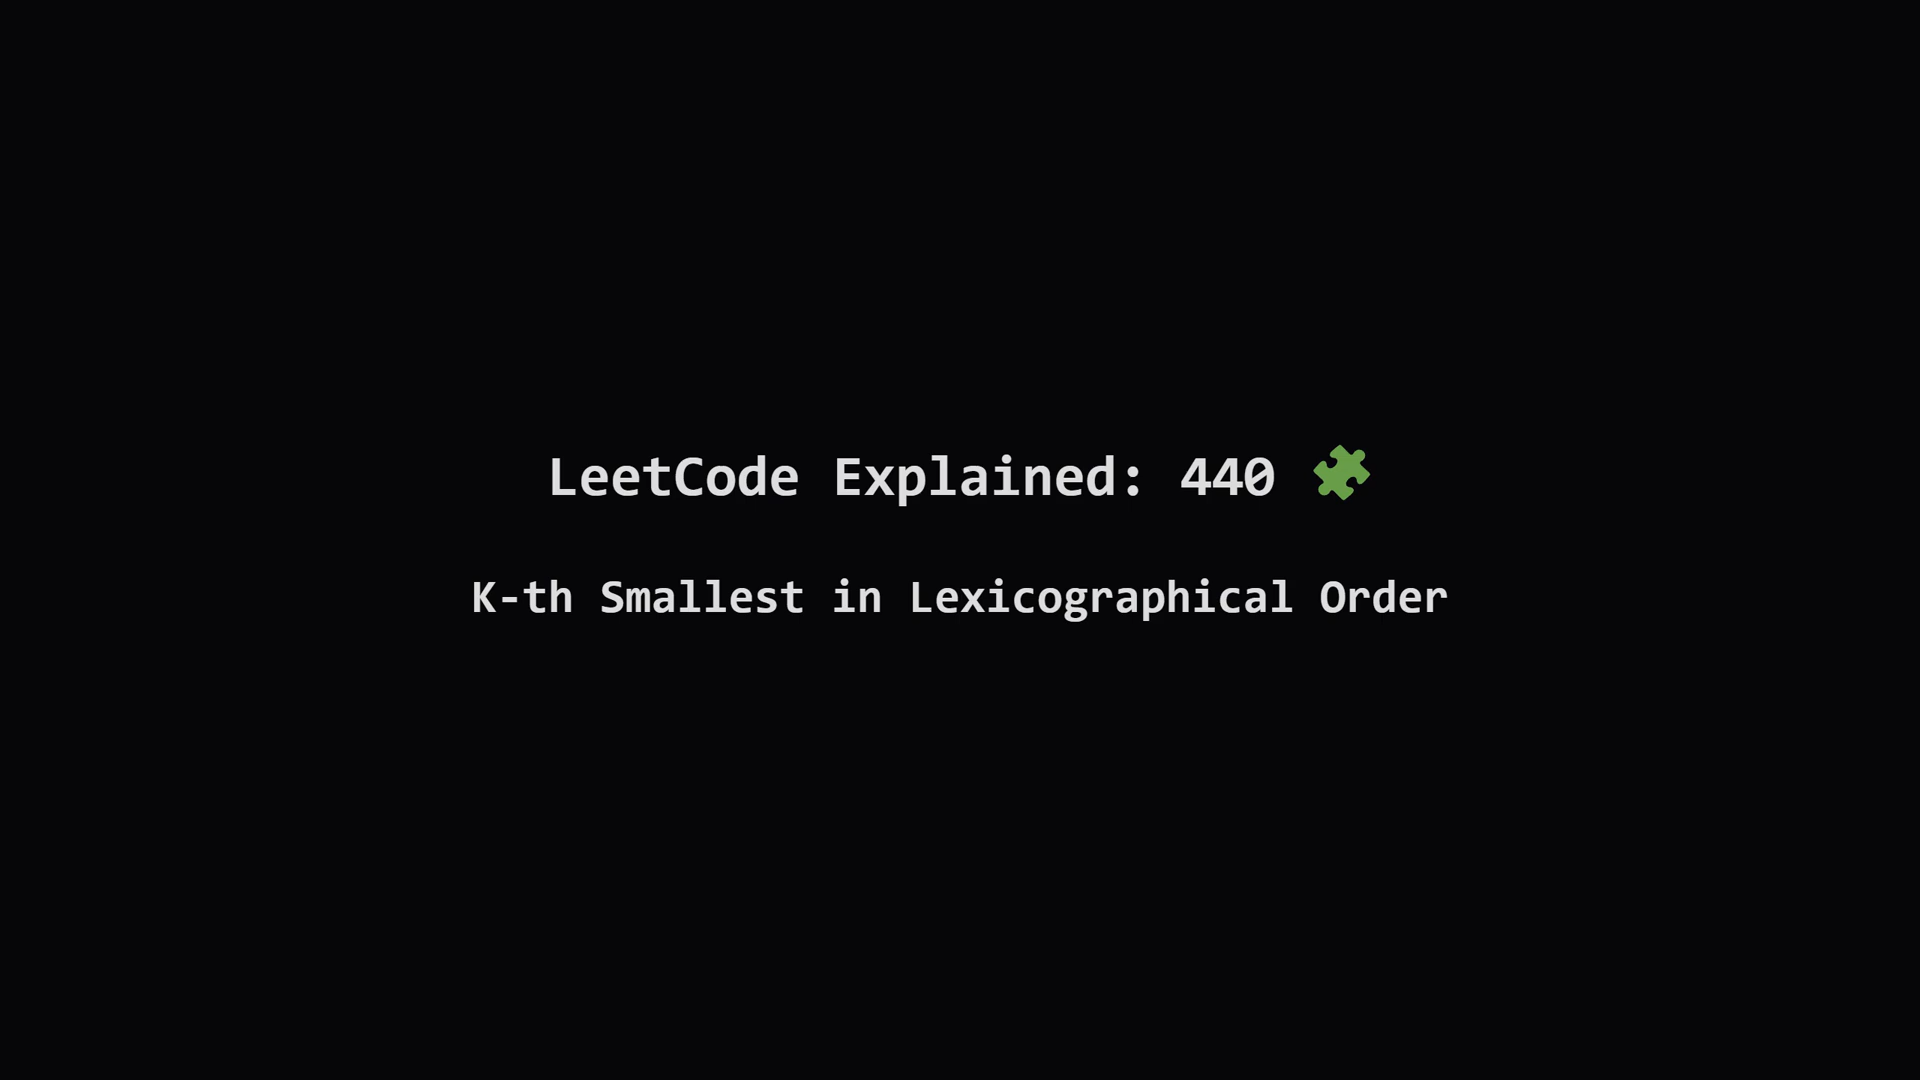 LeetCode Explained: 440 🧩
K-th Smallest in Lexicographical Order